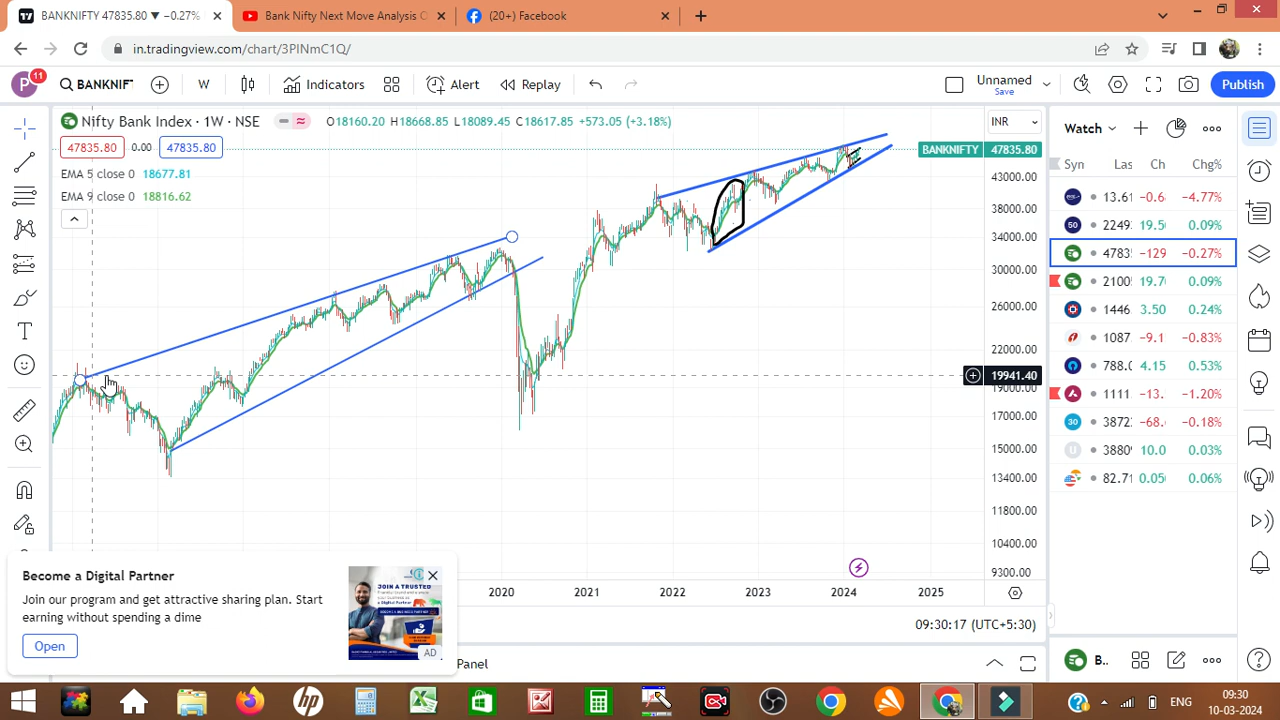 BANKNIFTY 47835.80 ▼ −0.27%
Bank Nifty Next Move Analysis
(20+) Facebook
in.tradingview.com/chart/3PINmC1Q/
P
11
BANKNIF
W
Indicators
Alert
Replay
Unnamed
Save
Publish
Nifty Bank Index · 1W · NSE
O18160.20 H18668.85 L18089.45 C18617.85 +573.05 (+3.18%)
INR
47835.80 0.00 47835.80
EMA 5 close 0 18677.81
EMA 9 close 0 18816.62
BANKNIFTY 47835.80
43000.00
38000.00
34000.00
30000.00
26000.00
22000.00
19941.40
19000.00
17000.00
15000.00
13400.00
11800.00
10400.00
9300.00
2020 2021 2022 2023 2024 2025
09:30:17 (UTC+5:30)
Watch
Syn Las Ch Chg%
13.61 −0.6 −4.77%
50 2249 19.5 0.09%
4783 −129 −0.27%
2100 19.7 0.09%
1446 3.50 0.24%
1087 −9.1 −0.83%
788.0 4.15 0.53%
1111 −13. −1.20%
30 3872 −68. −0.18%
U 3880 10.0 0.03%
82.71 0.05 0.06%
B..
Become a Digital Partner
Join our program and get attractive sharing plan. Start
earning without spending a dime
Open
JOIN A TRUSTED
AD
Panel
ENG
09:30
10-03-2024